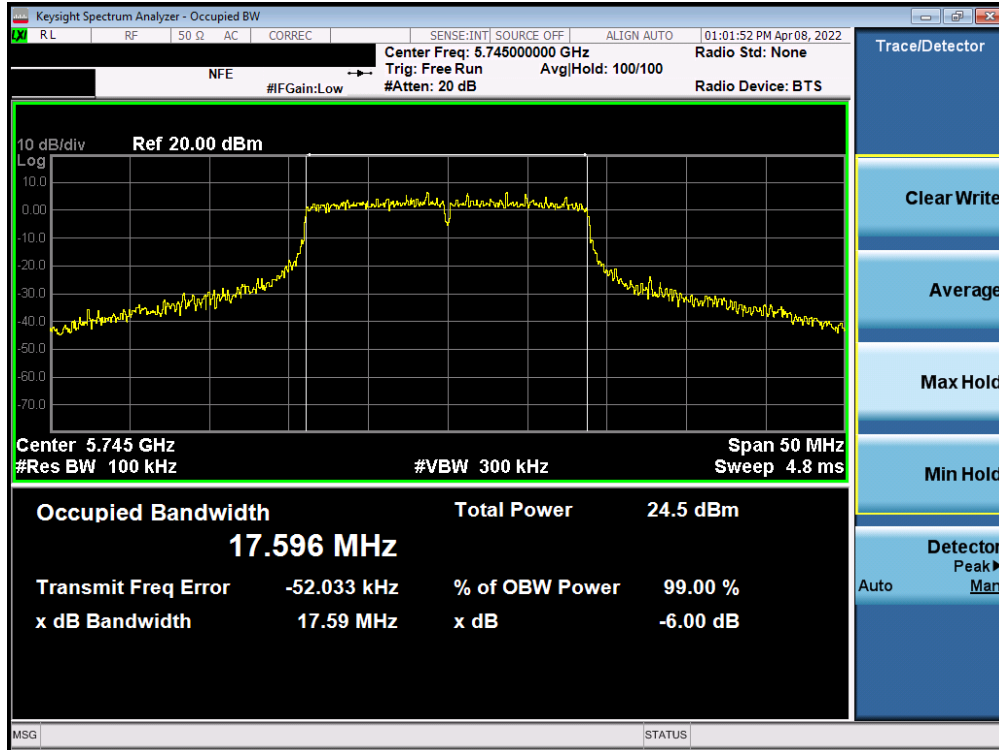 Keysight Spectrum Analyzer - Occupied BW
LXI RL RF 50 Ω AC CORREC SENSE:INT SOURCE OFF ALIGN AUTO 01:01:52 PM Apr 08, 2022
Center Freq: 5.745000000 GHz Radio Std: None
NFE Trig: Free Run Avg|Hold: 100/100
#IFGain:Low #Atten: 20 dB Radio Device: BTS
10 dB/div Ref 20.00 dBm
Log
10.0
0.00
-10.0
-20.0
-30.0
-40.0
-50.0
-60.0
-70.0
Center 5.745 GHz Span 50 MHz
#Res BW 100 kHz #VBW 300 kHz Sweep 4.8 ms
Occupied Bandwidth Total Power 24.5 dBm
17.596 MHz
Transmit Freq Error -52.033 kHz % of OBW Power 99.00 %
x dB Bandwidth 17.59 MHz x dB -6.00 dB
Trace/Detector
Clear Write
Average
Max Hold
Min Hold
Detector
Peak
Auto Man
MSG STATUS